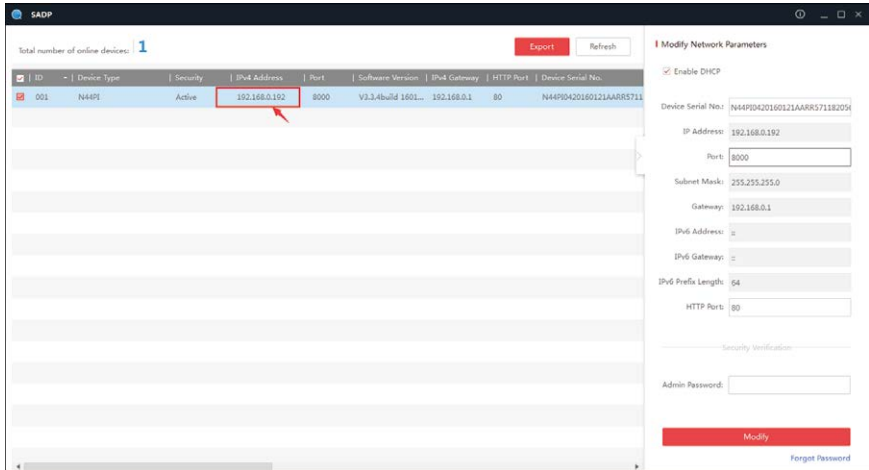 SADP
Total number of online devices: 1
Export
Refresh
ID | Device Type | Security | IPv4 Address | Port | Software Version | IPv4 Gateway | HTTP Port | Device Serial No.
001 N44PI Active 192.168.0.192 8000 V3.3.4build 1601... 192.168.0.1 80 N44PI0420160121AARR5711
Modify Network Parameters
Enable DHCP
Device Serial No.: N44PI0420160121AARR571182056
IP Address: 192.168.0.192
Port: 8000
Subnet Mask: 255.255.255.0
Gateway: 192.168.0.1
IPv6 Address: ::
IPv6 Gateway: ::
IPv6 Prefix Length: 64
HTTP Port: 80
Security Verification
Admin Password:
Modify
Forgot Password